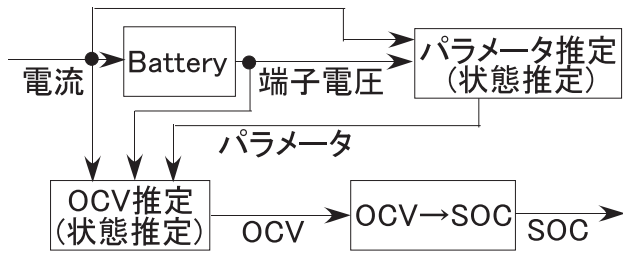 Battery
パラメータ推定
(状態推定)
電流
端子電圧
パラメータ
OCV推定
(状態推定)
OCV
OCV→SOC
SOC